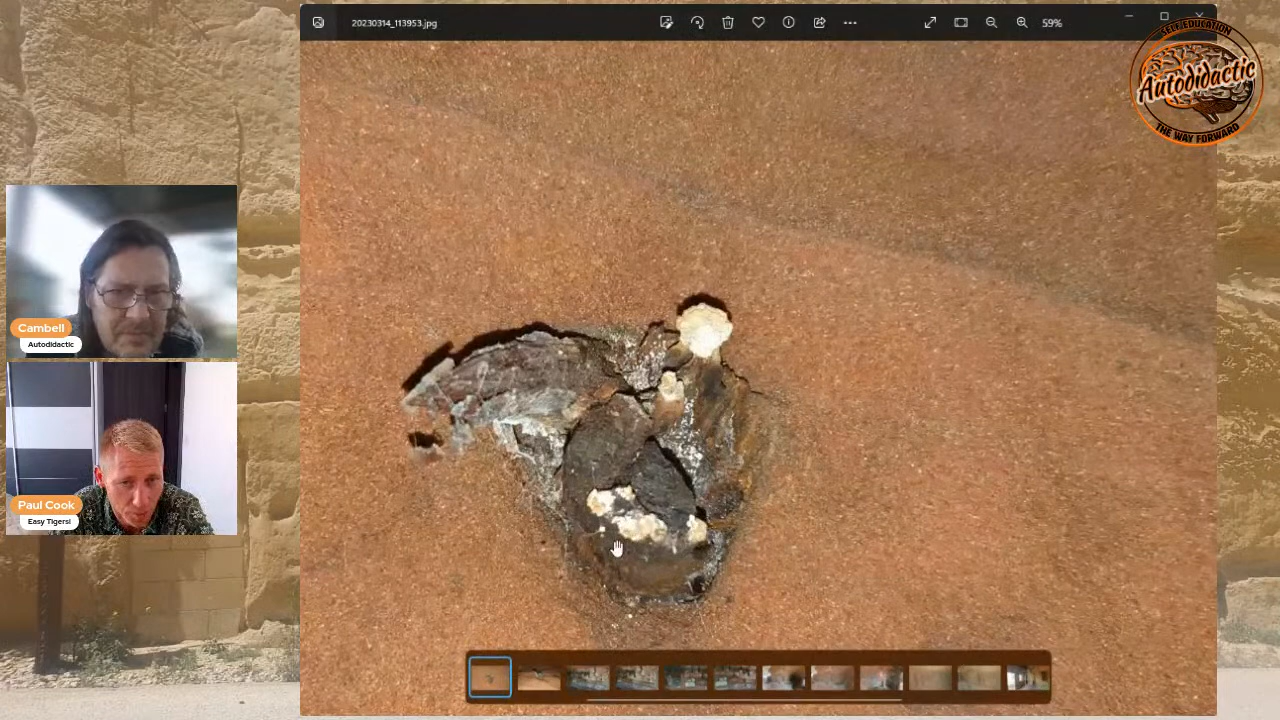 20230314_113953.jpg
59%
SELF EDUCATION
Autodidactic
THE WAY FORWARD
Cambell
Autodidactic
Paul Cook
Easy Tigers!